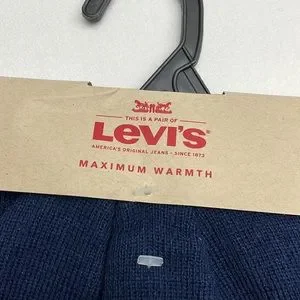 THIS IS A PAIR OF
LEVI'S
AMERICA'S ORIGINAL JEANS - SINCE 1873
MAXIMUM WARMTH